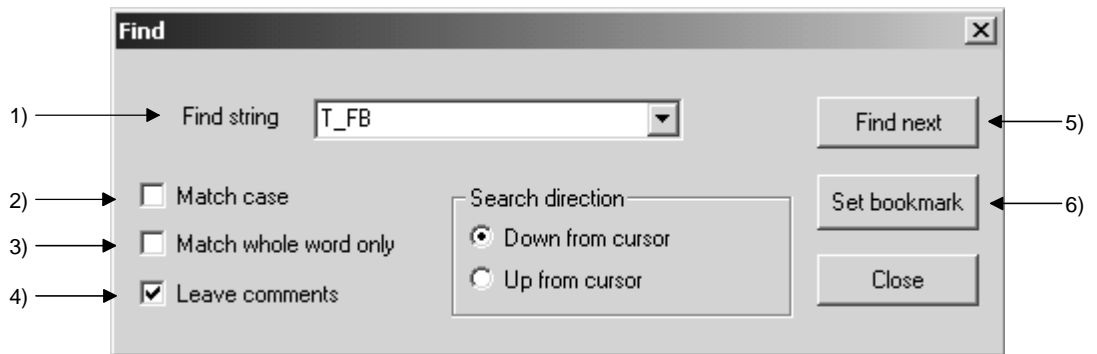 Find
1) Find string T_FB Find next 5)
2) Match case Search direction Set bookmark 6)
3) Match whole word only Down from cursor
4) Leave comments Up from cursor Close